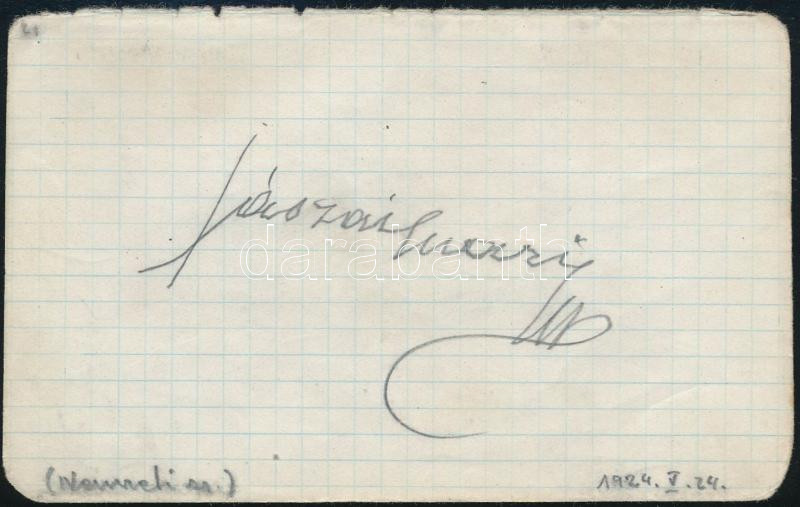 Jászai Mari
darabanth
(Nemzeti sz.)
1924. V. 24.